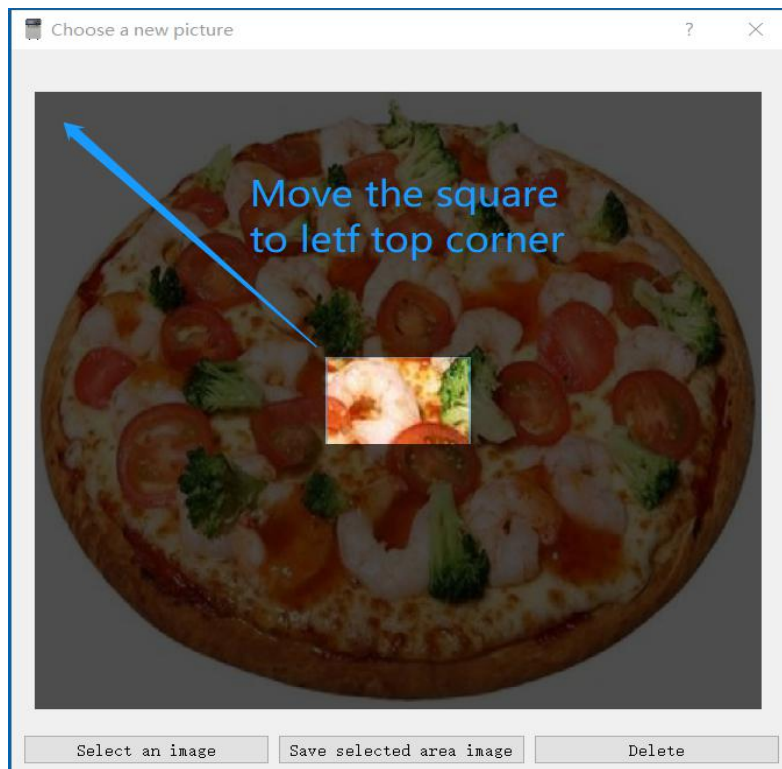 Choose a new picture
?
Move the square
to letf top corner
Select an image
Save selected area image
Delete